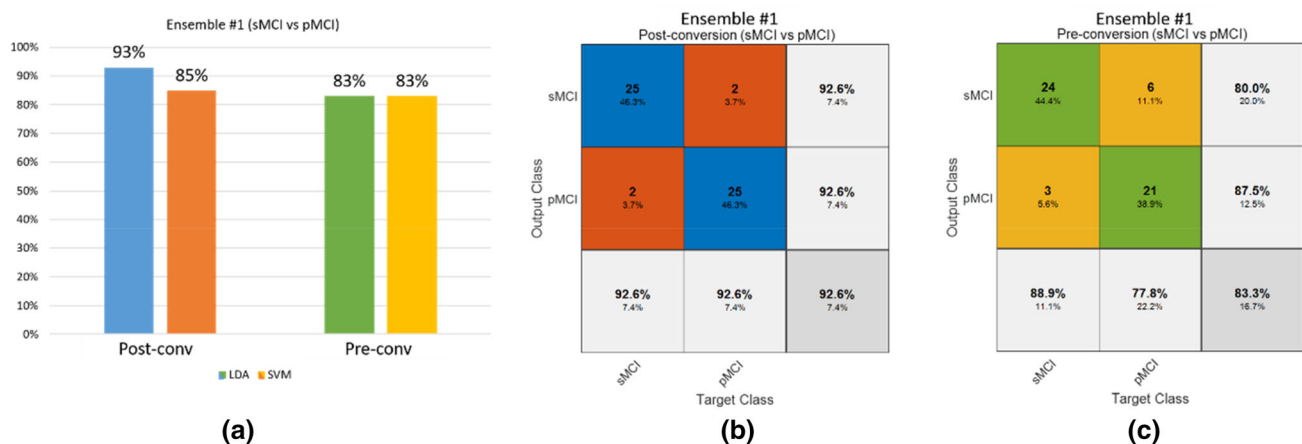 Ensemble #1 (sMCI vs pMCI)
100%
90%
80%
70%
60%
50%
40%
30%
20%
10%
0%
93%
85%
83%
83%
Post-conv
Pre-conv
LDA
SVM
(a)
Ensemble #1
Post-conversion (sMCI vs pMCI)
Output Class
sMCI
25
46.3%
2
3.7%
92.6%
7.4%
pMCI
2
3.7%
25
46.3%
92.6%
7.4%
92.6%
7.4%
92.6%
7.4%
92.6%
7.4%
sMCI
pMCI
Target Class
(b)
Ensemble #1
Pre-conversion (sMCI vs pMCI)
Output Class
sMCI
24
44.4%
6
11.1%
80.0%
20.0%
pMCI
3
5.6%
21
38.9%
87.5%
12.5%
88.9%
11.1%
77.8%
22.2%
83.3%
16.7%
sMCI
pMCI
Target Class
(c)